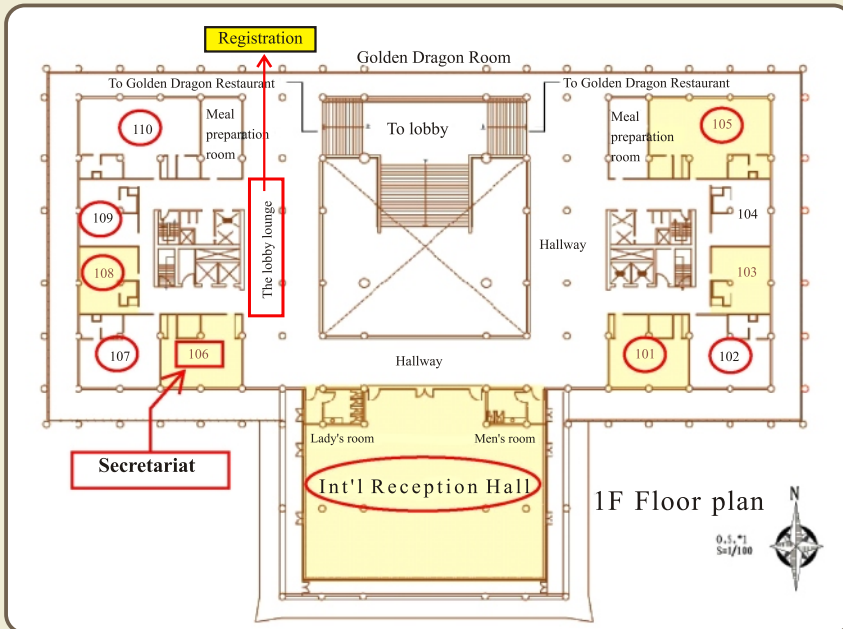 Registration
Golden Dragon Room
To Golden Dragon Restaurant
To Golden Dragon Restaurant
110
Meal
preparation
room
To lobby
Meal
preparation
room
105
109
The lobby lounge
Hallway
104
108
103
107
106
Hallway
101
102
Lady's room
Men's room
Secretariat
Int'l Reception Hall
1F Floor plan
N
O.S.*1
S=1/100